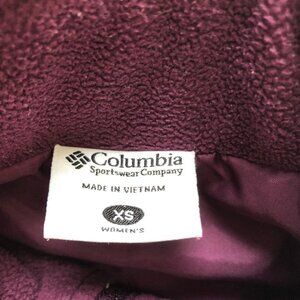 Columbia
Sportswear Company
MADE IN VIETNAM
XS
WOMEN'S